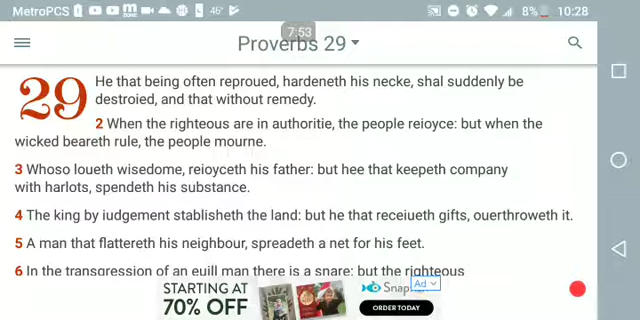 MetroPCS 46° 8% 10:28
7:53
Proverbs 29
29 He that being often reproued, hardeneth his necke, shal suddenly be
destroied, and that without remedy.
2 When the righteous are in authoritie, the people reioyce: but when the
wicked beareth rule, the people mourne.
3 Whoso loueth wisedome, reioyceth his father: but hee that keepeth company
with harlots, spendeth his substance.
4 The king by iudgement stablisheth the land: but he that receiueth gifts, ouerthroweth it.
5 A man that flattereth his neighbour, spreadeth a net for his feet.
6 In the transgression of an euill man there is a snare: but the righteous
STARTING AT
70% OFF
Snap
Ad
ORDER TODAY